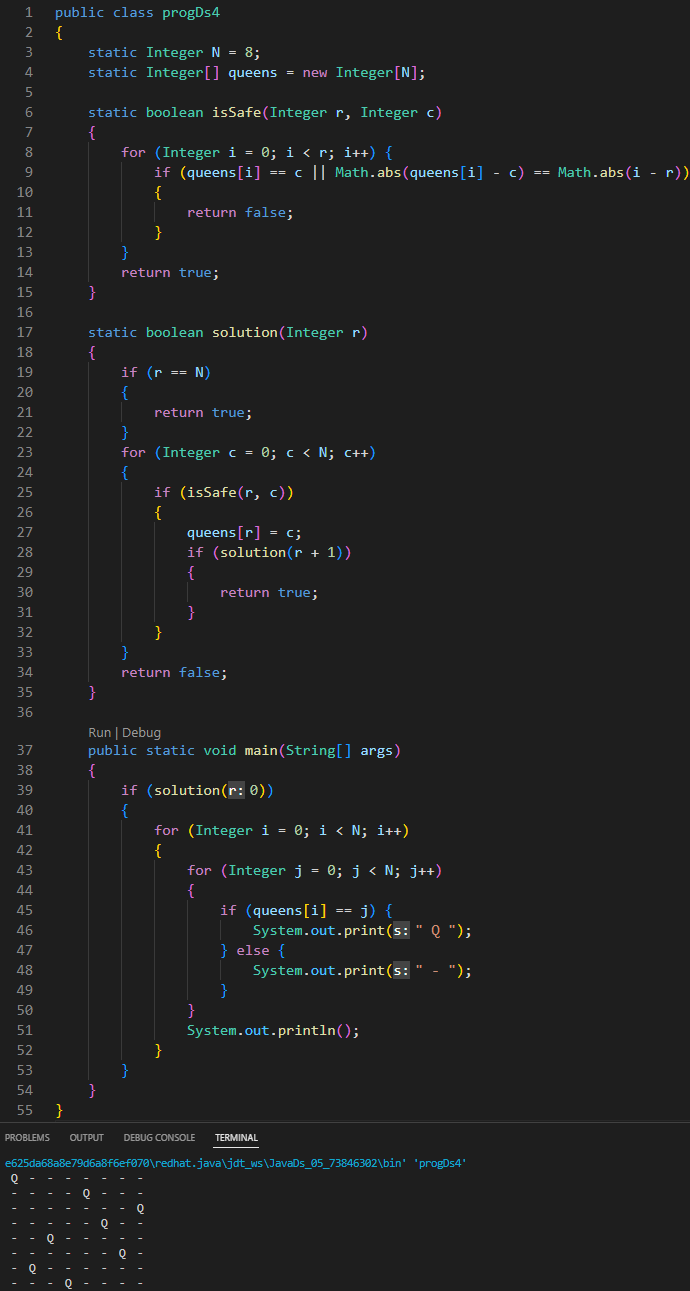 1 public class progDs4
2 {
3     static Integer N = 8;
4     static Integer[] queens = new Integer[N];
5
6     static boolean isSafe(Integer r, Integer c)
7     {
8         for (Integer i = 0; i < r; i++) {
9             if (queens[i] == c || Math.abs(queens[i] - c) == Math.abs(i - r))
10             {
11                 return false;
12             }
13         }
14         return true;
15     }
16
17     static boolean solution(Integer r)
18     {
19         if (r == N)
20         {
21             return true;
22         }
23         for (Integer c = 0; c < N; c++)
24         {
25             if (isSafe(r, c))
26             {
27                 queens[r] = c;
28                 if (solution(r + 1))
29                 {
30                     return true;
31                 }
32             }
33         }
34         return false;
35     }
36
Run | Debug
37     public static void main(String[] args)
38     {
39         if (solution(r: 0))
40         {
41             for (Integer i = 0; i < N; i++)
42             {
43                 for (Integer j = 0; j < N; j++)
44                 {
45                     if (queens[i] == j) {
46                         System.out.print(s: " Q ");
47                     } else {
48                         System.out.print(s: " - ");
49                     }
50                 }
51                 System.out.println();
52             }
53         }
54     }
55 }
PROBLEMS OUTPUT DEBUG CONSOLE TERMINAL
e625da68a8e79d6a8f6ef070\redhat.java\jdt_ws\JavaDs_05_73846302\bin' 'progDs4'
Q - - - - - - -
- - - - Q - - -
- - - - - - - Q
- - - - - Q - -
- - Q - - - - -
- - - - - - Q -
- Q - - - - - -
- - - Q - - - -